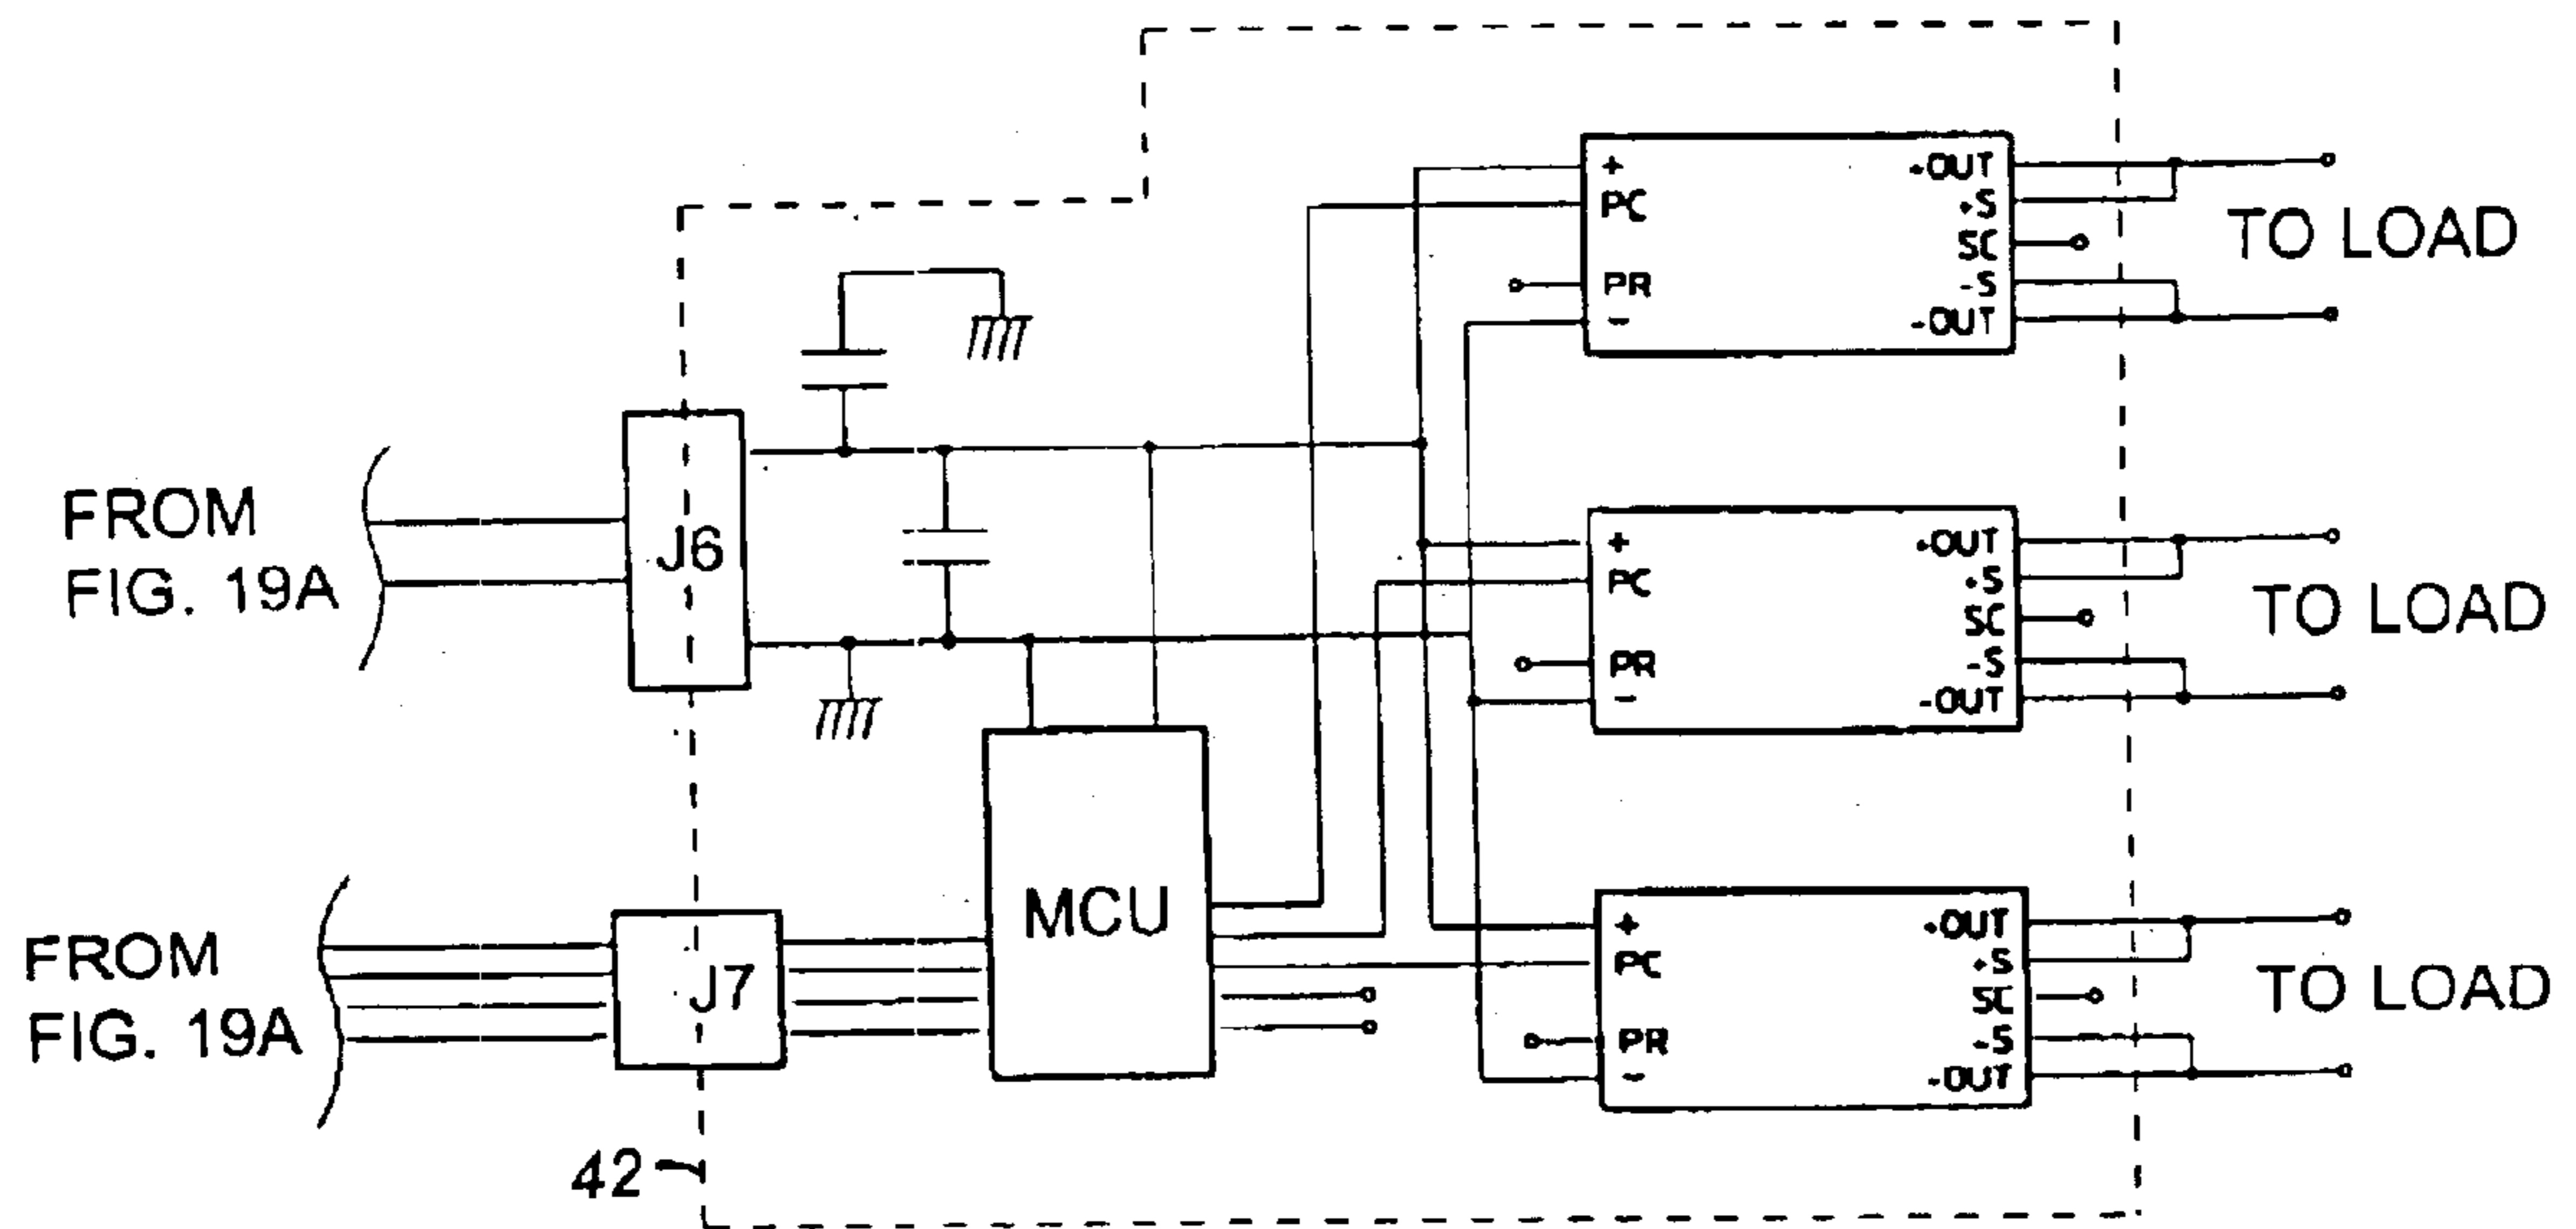 +
PC
PR
-
+OUT
+S
SC
-S
-OUT
TO LOAD
FROM
FIG. 19A
J6
+
PC
PR
-
+OUT
+S
SC
-S
-OUT
TO LOAD
FROM
FIG. 19A
J7
MCU
+
PC
PR
-
+OUT
+S
SC
-S
-OUT
TO LOAD
42